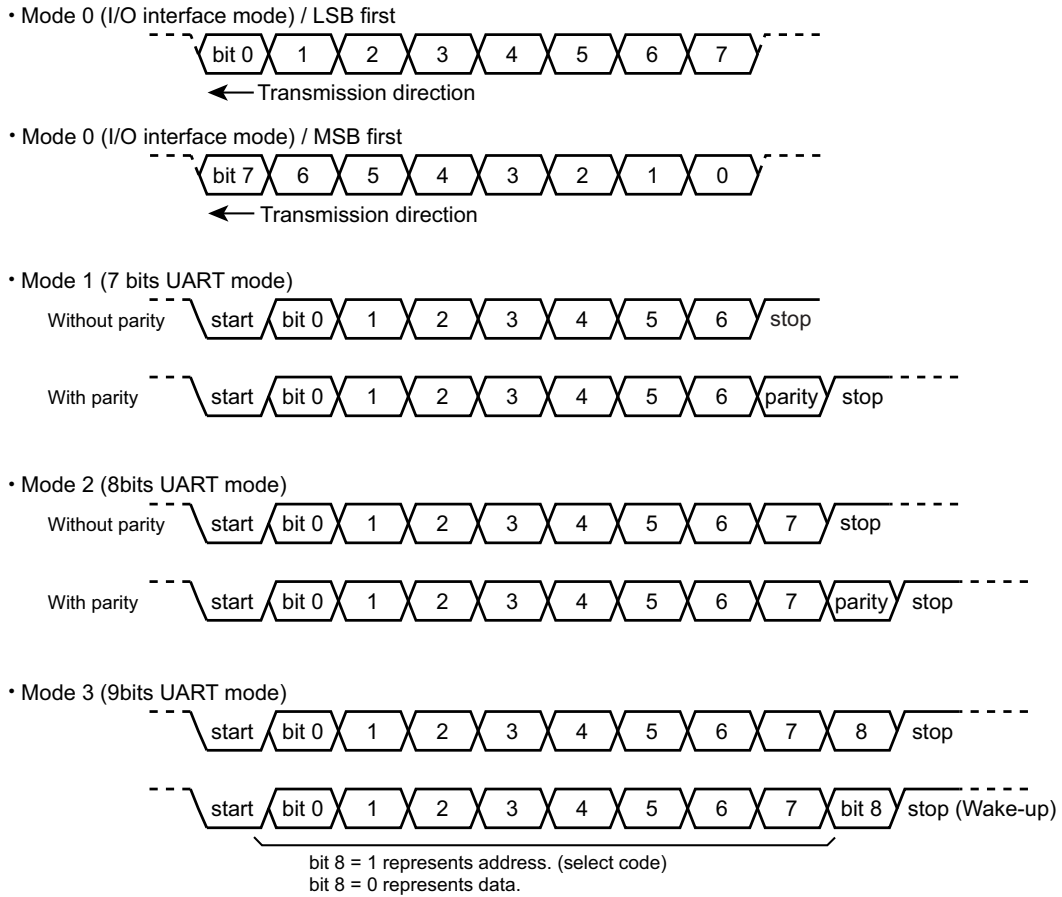 ・Mode 0 (I/O interface mode) / LSB first
bit 0 1 2 3 4 5 6 7
Transmission direction
・Mode 0 (I/O interface mode) / MSB first
bit 7 6 5 4 3 2 1 0
Transmission direction
・Mode 1 (7 bits UART mode)
Without parity start bit 0 1 2 3 4 5 6 stop
With parity start bit 0 1 2 3 4 5 6 parity stop
・Mode 2 (8bits UART mode)
Without parity start bit 0 1 2 3 4 5 6 7 stop
With parity start bit 0 1 2 3 4 5 6 7 parity stop
・Mode 3 (9bits UART mode)
start bit 0 1 2 3 4 5 6 7 8 stop
start bit 0 1 2 3 4 5 6 7 bit 8 stop (Wake-up)
bit 8 = 1 represents address. (select code)
bit 8 = 0 represents data.